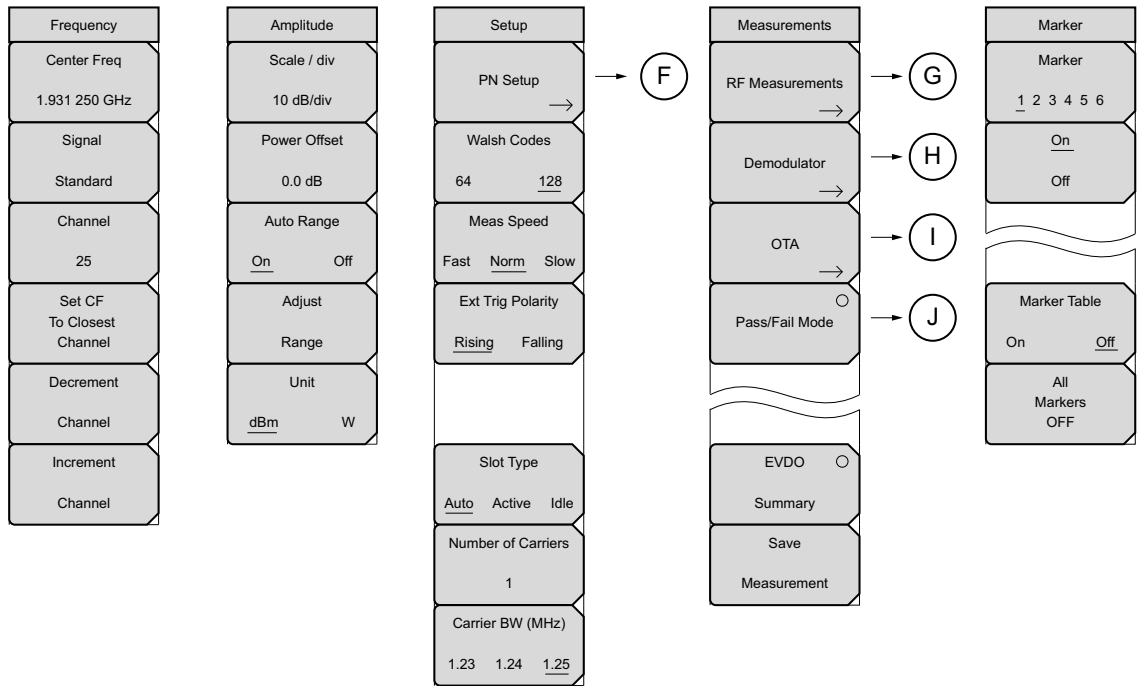 Frequency
Center Freq
1.931 250 GHz
Signal
Standard
Channel
25
Set CF
To Closest
Channel
Decrement
Channel
Increment
Channel
Amplitude
Scale / div
10 dB/div
Power Offset
0.0 dB
Auto Range
On Off
Adjust
Range
Unit
dBm W
Setup
PN Setup
F
Walsh Codes
64 128
Meas Speed
Fast Norm Slow
Ext Trig Polarity
Rising Falling
Slot Type
Auto Active Idle
Number of Carriers
1
Carrier BW (MHz)
1.23 1.24 1.25
Measurements
RF Measurements
G
Demodulator
H
OTA
I
Pass/Fail Mode
J
EVDO
Summary
Save
Measurement
Marker
Marker
1 2 3 4 5 6
On
Off
Marker Table
On Off
All
Markers
OFF